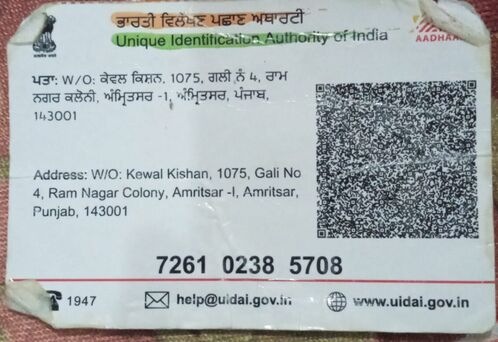 ਭਾਰਤੀ ਵਿਲੱਖਣ ਪਛਾਣ ਅਥਾਰਟੀ
Unique Identification Authority of India
AADHAA
ਪਤਾ: W/O: ਕੇਵਲ ਕਿਸ਼ਨ, 1075, ਗਲੀ ਨੰ 4, ਰਾਮ
ਨਗਰ ਕਲੋਨੀ, ਅੰਮ੍ਰਿਤਸਰ -1, ਅੰਮ੍ਰਿਤਸਰ, ਪੰਜਾਬ,
143001
Address: W/O: Kewal Kishan, 1075, Gali No
4, Ram Nagar Colony, Amritsar -I, Amritsar,
Punjab, 143001
7261 0238 5708
1947 help@uidai.gov.in www.uidai.gov.in